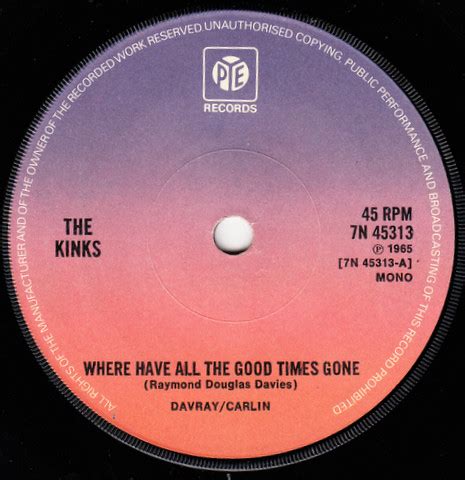 ALL RIGHTS OF THE MANUFACTURER AND OF THE OWNER OF THE RECORDED WORK RESERVED UNAUTHORISED COPYING, PUBLIC PERFORMANCE AND BROADCASTING OF THIS RECORD PROHIBITED
PYE
RECORDS
THE
KINKS
45 RPM
7N 45313
Ⓟ 1965
[7N 45313-A]
MONO
WHERE HAVE ALL THE GOOD TIMES GONE
(Raymond Douglas Davies)
DAVRAY/CARLIN